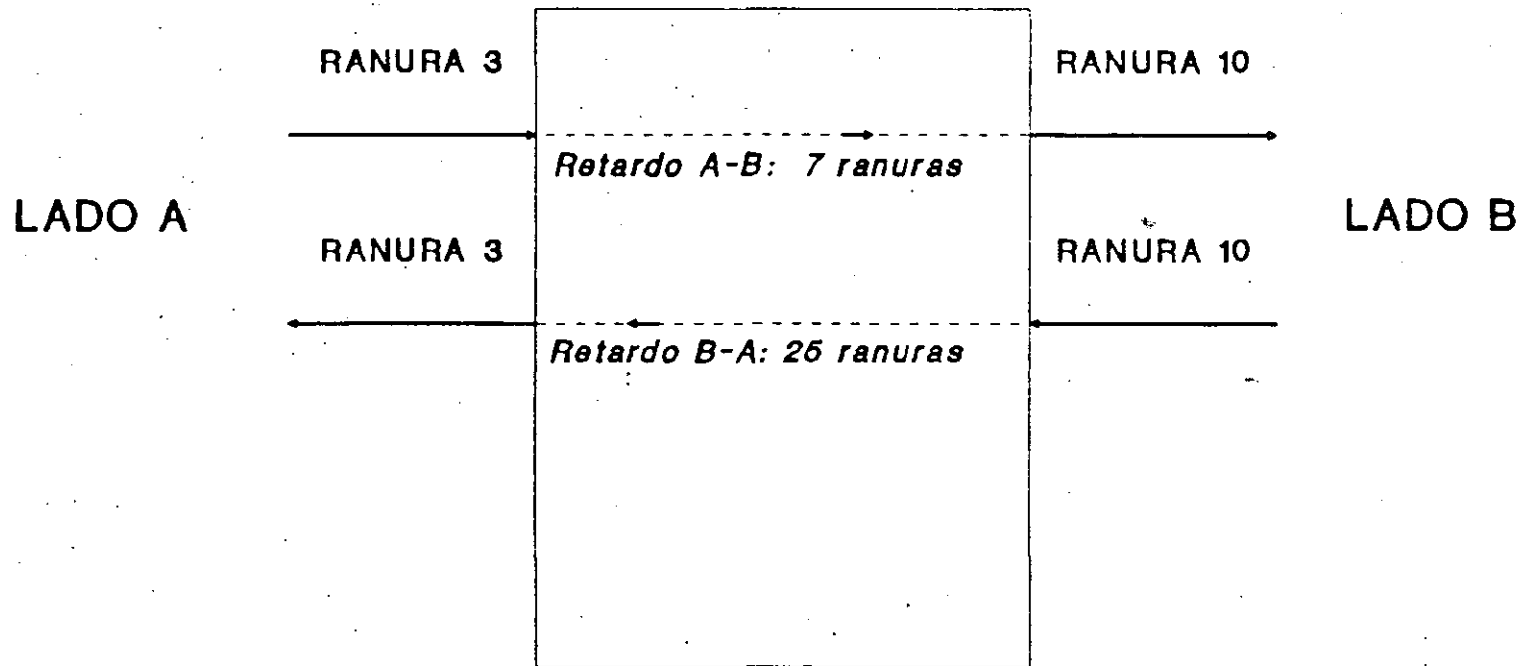 RANURA 3
RANURA 10
Retardo A-B: 7 ranuras
LADO A
LADO B
RANURA 3
RANURA 10
Retardo B-A: 25 ranuras